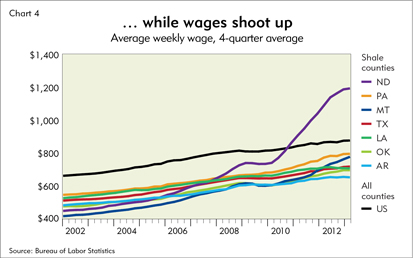 Chart 4
... while wages shoot up
Average weekly wage, 4-quarter average
$1,400
$1,200
$1,000
$800
$600
$400
2002
2004
2006
2008
2010
2012
Shale
counties
ND
PA
MT
TX
LA
OK
AR
All
counties
US
Source: Bureau of Labor Statistics